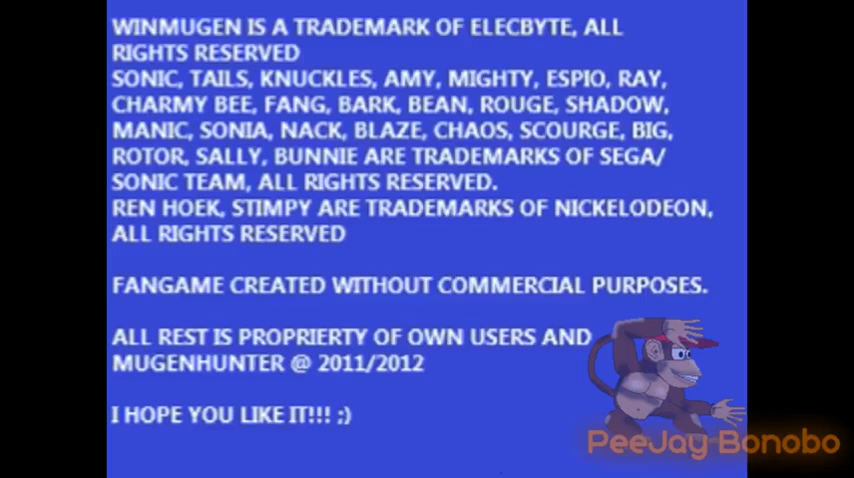 WINMUGEN IS A TRADEMARK OF ELECBYTE, ALL
RIGHTS RESERVED
SONIC, TAILS, KNUCKLES, AMY, MIGHTY, ESPIO, RAY,
CHARMY BEE, FANG, BARK, BEAN, ROUGE, SHADOW,
MANIC, SONIA, NACK, BLAZE, CHAOS, SCOURGE, BIG,
ROTOR, SALLY, BUNNIE ARE TRADEMARKS OF SEGA/
SONIC TEAM, ALL RIGHTS RESERVED.
REN HOEK, STIMPY ARE TRADEMARKS OF NICKELODEON,
ALL RIGHTS RESERVED
FANGAME CREATED WITHOUT COMMERCIAL PURPOSES.
ALL REST IS PROPRIERTY OF OWN USERS AND
MUGENHUNTER @ 2011/2012
I HOPE YOU LIKE IT!!! ;)
PeeJay Bonobo